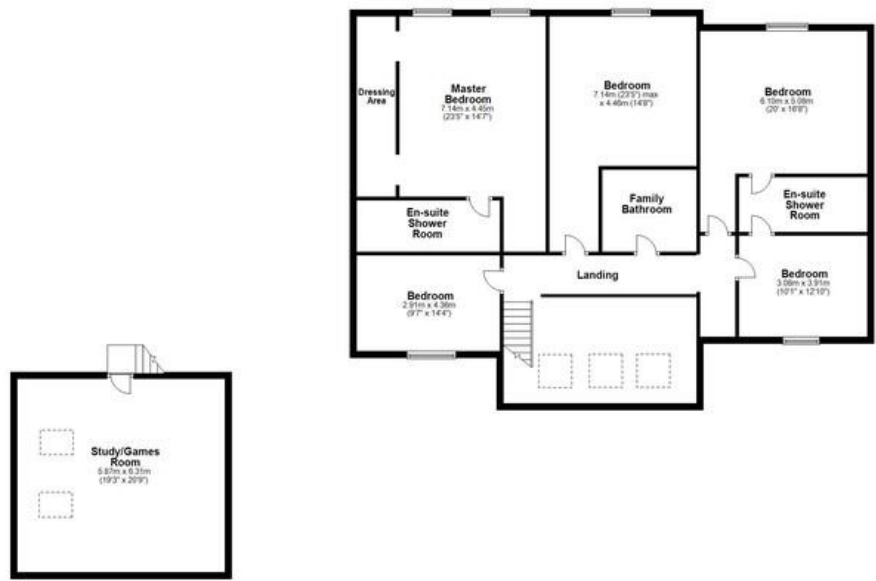 Dressing
Area
Master
Bedroom
7.14m x 4.45m
(23'5" x 14'7")
Bedroom
7.14m (23'5") max
x 4.46m (14'8")
Bedroom
6.10m x 5.08m
(20' x 16'8")
En-suite
Shower
Room
Family
Bathroom
En-suite
Shower
Room
Landing
Bedroom
2.91m x 4.36m
(9'7" x 14'4")
Bedroom
3.08m x 3.91m
(10'1" x 12'10")
Study/Games
Room
5.87m x 6.31m
(19'3" x 20'9")